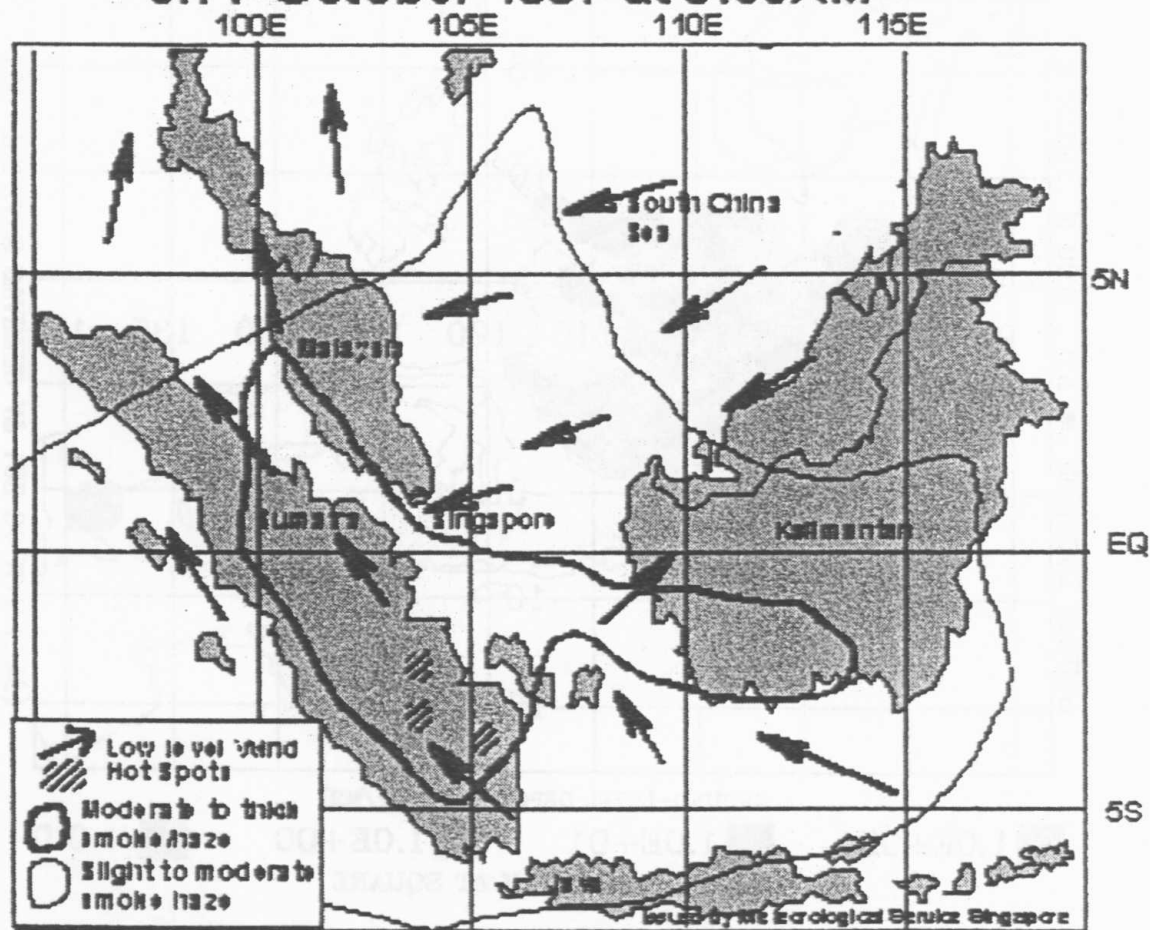 100E 105E 110E 115E
South China
Sea
5N
Malaysia
Sumatra
Singapore
Kalimantan
EQ
Low level Wind
Hot Spots
Moderate to thick
smoke haze
Slight to moderate
smoke haze
5S
Java
Issued by Meteorological Service Singapore